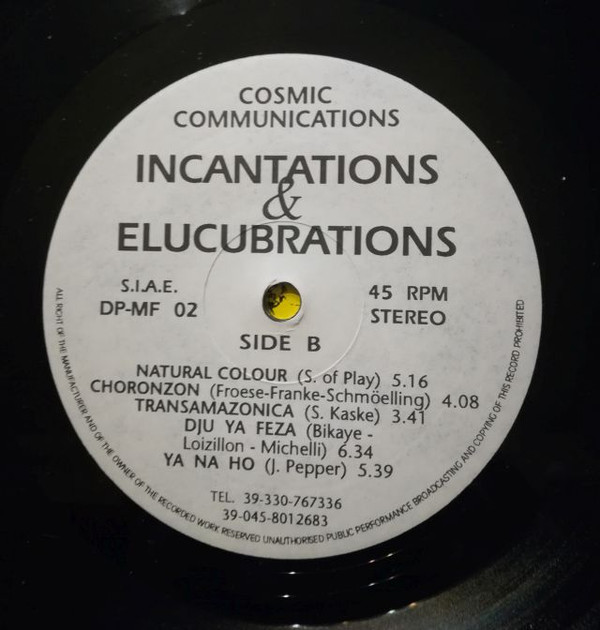 COSMIC
COMMUNICATIONS
INCANTATIONS
&
ELUCUBRATIONS
S.I.A.E.
DP-MF 02
45 RPM
STEREO
SIDE B
NATURAL COLOUR (S. of Play) 5.16
CHORONZON (Froese-Franke-Schmöelling) 4.08
TRANSAMAZONICA (S. Kaske) 3.41
DJU YA FEZA (Bikaye -
Loizillon - Michelli) 6.34
YA NA HO (J. Pepper) 5.39
TEL. 39-330-767336
39-045-8012683
ALL RIGHT OF THE MANUFACTURER AND OF THE OWNER OF THE RECORDED WORK RESERVED UNAUTHORISED PUBLIC PERFORMANCE BROADCASTING AND COPYING OF THIS RECORD PROHIBITED